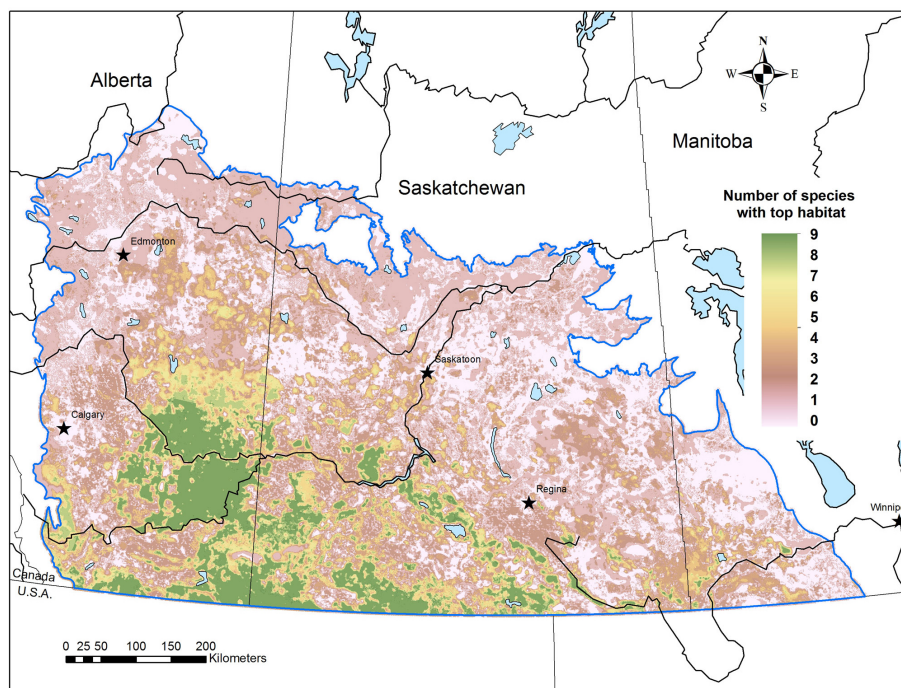 N
W E
S
Alberta
Manitoba
Saskatchewan
Number of species
with top habitat
9
8
7
6
5
4
3
2
1
0
Edmonton
Saskatoon
Calgary
Regina
Winnip
Canada
U.S.A.
0 25 50 100 150 200
Kilometers